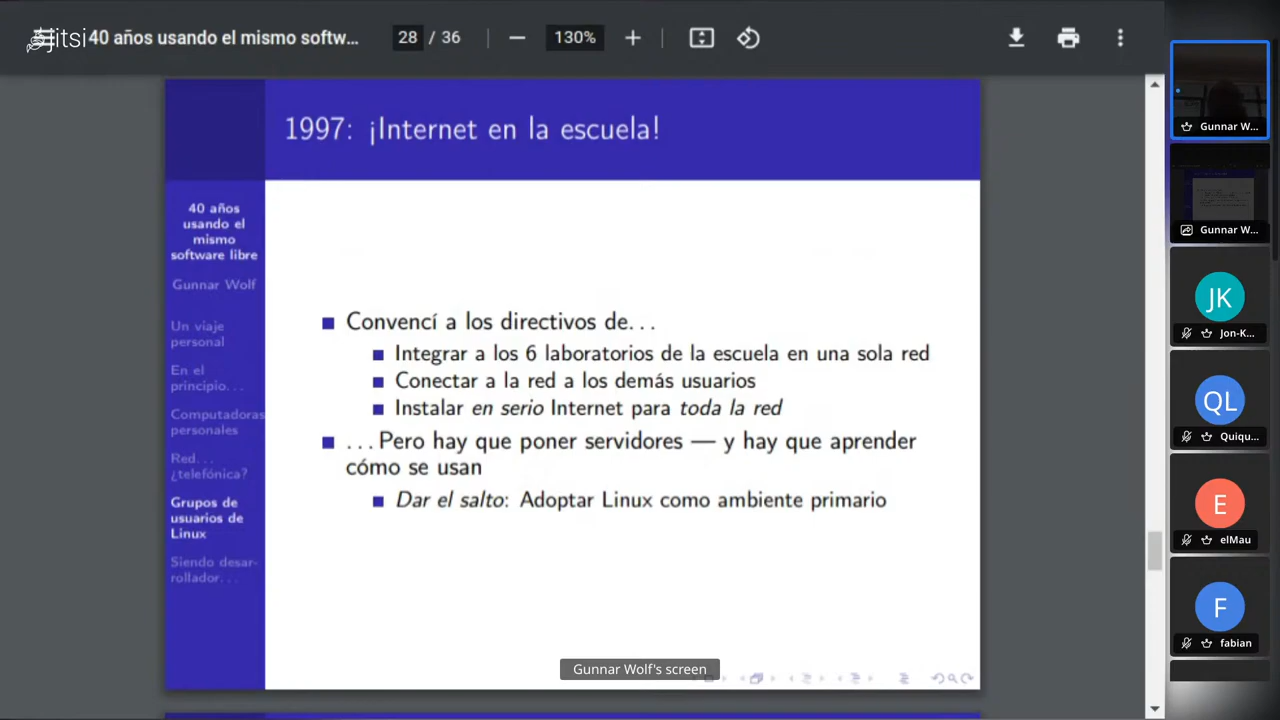 jitsi
40 años usando el mismo softw...
28 / 36
130%
1997: ¡Internet en la escuela!
40 años
usando el
mismo
software libre
Gunnar Wolf
Un viaje
personal
En el
principio...
Computadoras
personales
Red...
¿telefónica?
Grupos de
usuarios de
Linux
Siendo desar-
rollador...
Convencí a los directivos de...
Integrar a los 6 laboratorios de la escuela en una sola red
Conectar a la red a los demás usuarios
Instalar en serio Internet para toda la red
...Pero hay que poner servidores — y hay que aprender
cómo se usan
Dar el salto: Adoptar Linux como ambiente primario
Gunnar Wolf's screen
Gunnar W...
Gunnar W...
JK
Jon-K...
QL
Quiqu...
E
elMau
F
fabian